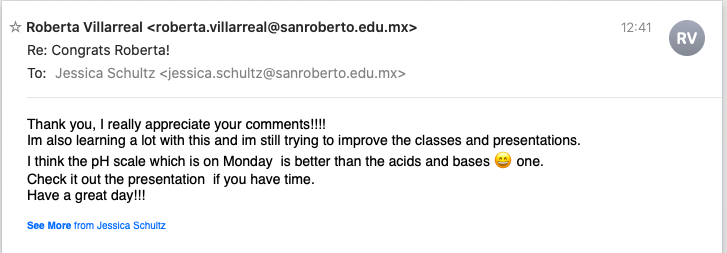 ☆ Roberta Villarreal <roberta.villarreal@sanroberto.edu.mx> 12:41 RV
Re: Congrats Roberta!
To: Jessica Schultz <jessica.schultz@sanroberto.edu.mx>
Thank you, I really appreciate your comments!!!!
Im also learning a lot with this and im still trying to improve the classes and presentations.
I think the pH scale which is on Monday is better than the acids and bases 😄 one.
Check it out the presentation if you have time.
Have a great day!!!
See More from Jessica Schultz